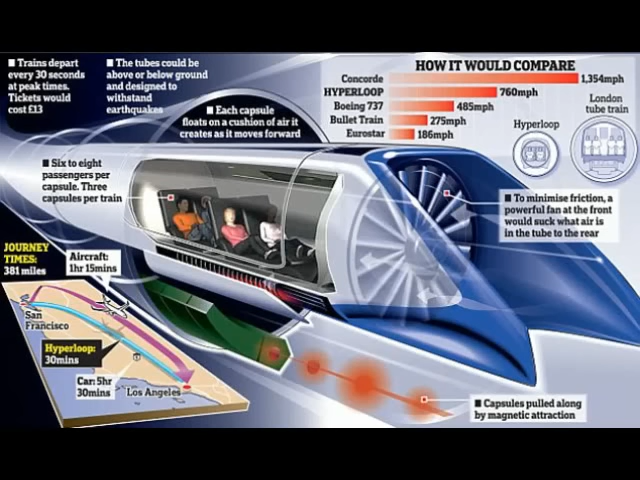 ■ Trains depart
every 30 seconds
at peak times.
Tickets would
cost £13
■ The tubes could be
above or below ground
and designed to
withstand
earthquakes
■ Each capsule
floats on a cushion of air it
creates as it moves forward
HOW IT WOULD COMPARE
Concorde 1,354mph
HYPERLOOP 760mph
Boeing 737 485mph
Bullet Train 275mph
Eurostar 186mph
Hyperloop
London
tube train
■ Six to eight
passengers per
capsule. Three
capsules per train
■ To minimise friction, a
powerful fan at the front
would suck what air is
in the tube to the rear
JOURNEY
TIMES:
381 miles
Aircraft:
1hr 15mins
San
Francisco
Hyperloop:
30mins
Car: 5hr
30mins
Los Angeles
■ Capsules pulled along
by magnetic attraction